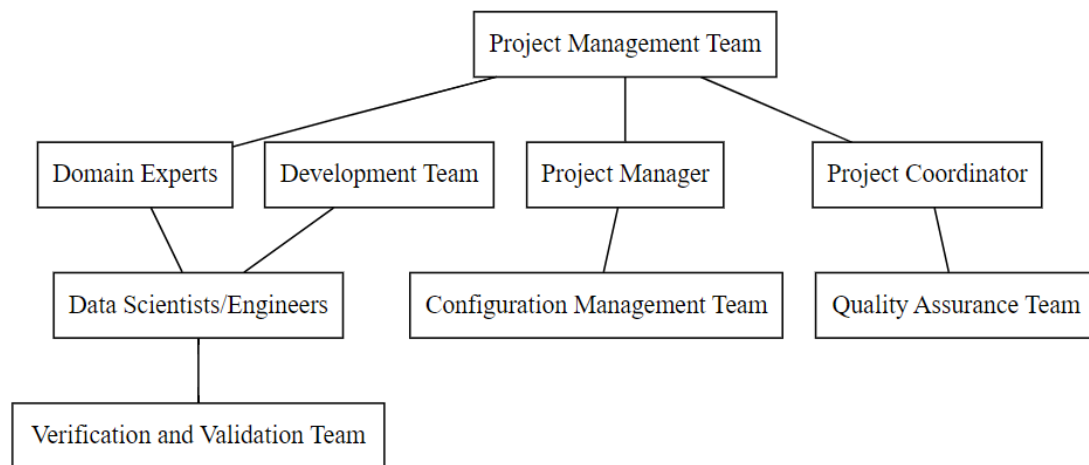 Project Management Team
Domain Experts
Development Team
Project Manager
Project Coordinator
Data Scientists/Engineers
Configuration Management Team
Quality Assurance Team
Verification and Validation Team